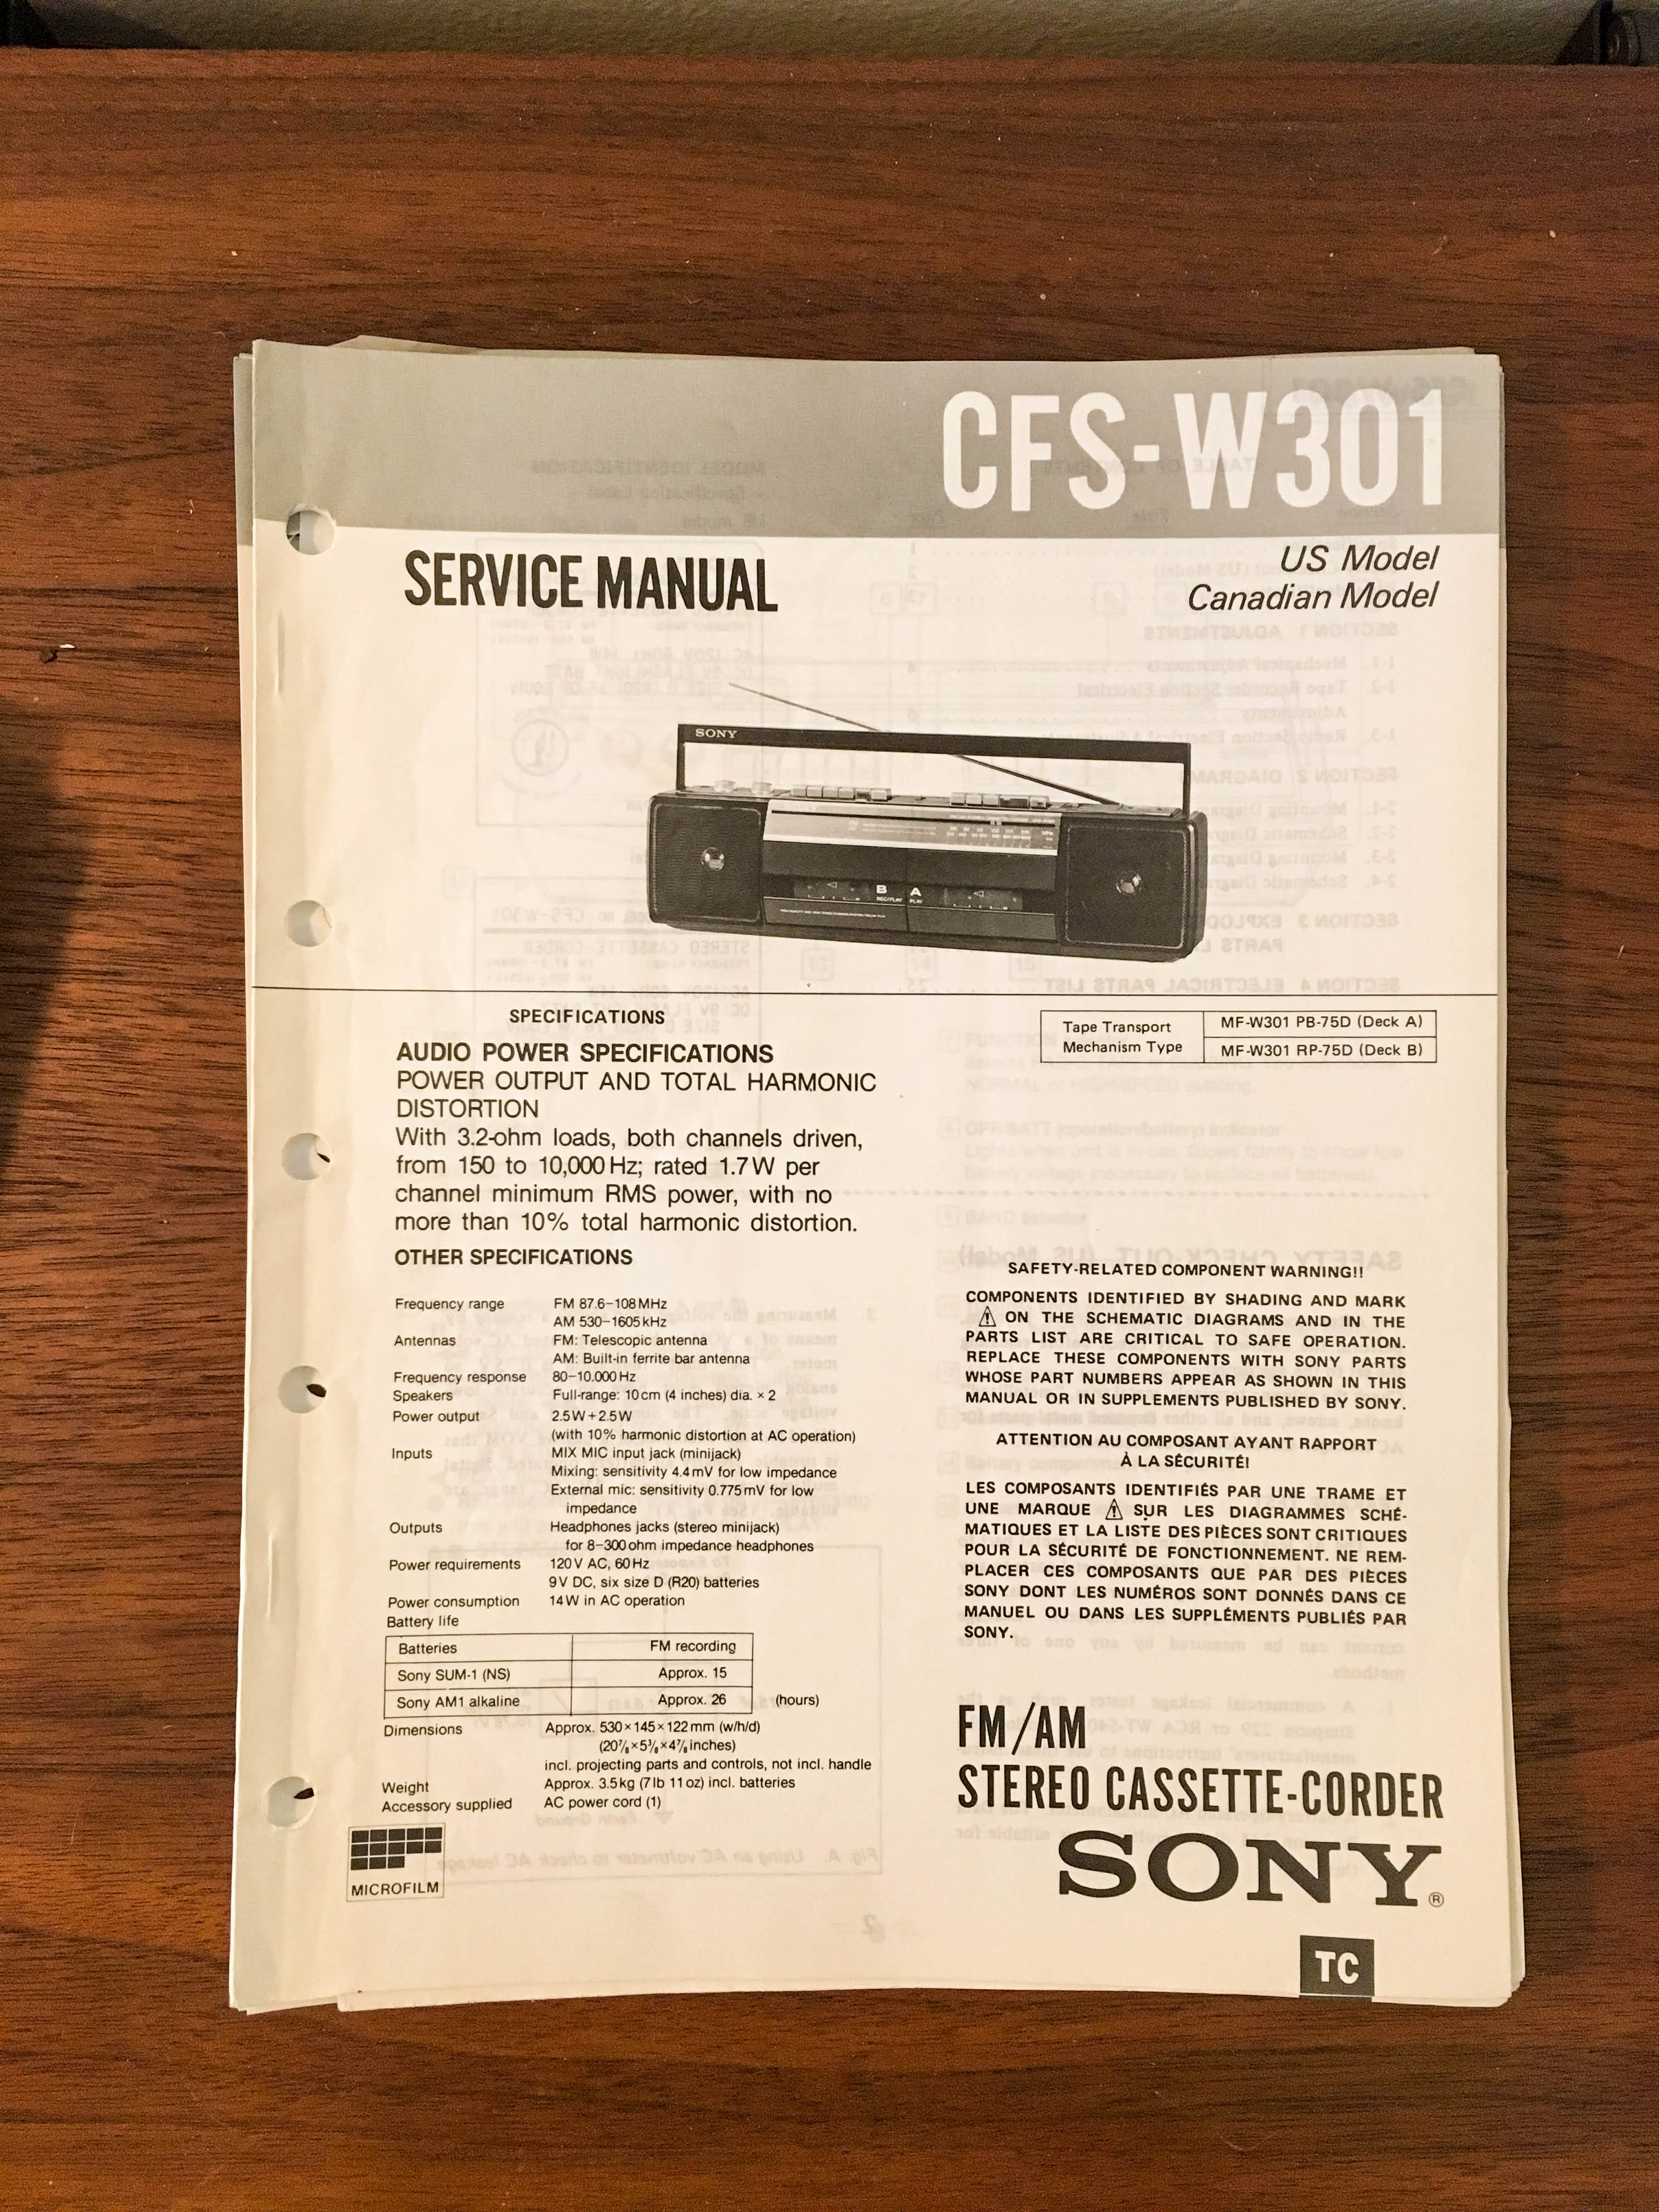 CFS-W301
SERVICE MANUAL
US Model
Canadian Model
SONY
B
REC/PLAY
A
PLAY
SPECIFICATIONS
AUDIO POWER SPECIFICATIONS
POWER OUTPUT AND TOTAL HARMONIC
DISTORTION
With 3.2-ohm loads, both channels driven,
from 150 to 10,000 Hz; rated 1.7 W per
channel minimum RMS power, with no
more than 10% total harmonic distortion.
OTHER SPECIFICATIONS
Frequency range FM 87.6–108 MHz
AM 530–1605 kHz
Antennas FM: Telescopic antenna
AM: Built-in ferrite bar antenna
Frequency response 80–10.000 Hz
Speakers Full-range: 10 cm (4 inches) dia. × 2
Power output 2.5 W + 2.5 W
(with 10% harmonic distortion at AC operation)
Inputs MIX MIC input jack (minijack)
Mixing: sensitivity 4.4 mV for low impedance
External mic: sensitivity 0.775 mV for low
impedance
Outputs Headphones jacks (stereo minijack)
for 8–300 ohm impedance headphones
Power requirements 120 V AC, 60 Hz
9V DC, six size D (R20) batteries
Power consumption 14 W in AC operation
Battery life
Batteries FM recording
Sony SUM-1 (NS) Approx. 15
Sony AM1 alkaline Approx. 26 (hours)
Dimensions Approx. 530 × 145 × 122 mm (w/h/d)
(20⅞ × 5¾ × 4⅞ inches)
incl. projecting parts and controls, not incl. handle
Weight Approx. 3.5 kg (7 lb 11 oz) incl. batteries
Accessory supplied AC power cord (1)
MICROFILM
Tape Transport
Mechanism Type
MF-W301 PB-75D (Deck A)
MF-W301 RP-75D (Deck B)
SAFETY-RELATED COMPONENT WARNING!!
COMPONENTS IDENTIFIED BY SHADING AND MARK
⚠ ON THE SCHEMATIC DIAGRAMS AND IN THE
PARTS LIST ARE CRITICAL TO SAFE OPERATION.
REPLACE THESE COMPONENTS WITH SONY PARTS
WHOSE PART NUMBERS APPEAR AS SHOWN IN THIS
MANUAL OR IN SUPPLEMENTS PUBLISHED BY SONY.
ATTENTION AU COMPOSANT AYANT RAPPORT
À LA SÉCURITÉ!
LES COMPOSANTS IDENTIFIÉS PAR UNE TRAME ET
UNE MARQUE ⚠ SUR LES DIAGRAMMES SCHÉ-
MATIQUES ET LA LISTE DES PIÈCES SONT CRITIQUES
POUR LA SÉCURITÉ DE FONCTIONNEMENT. NE REM-
PLACER CES COMPOSANTS QUE PAR DES PIÈCES
SONY DONT LES NUMÉROS SONT DONNÉS DANS CE
MANUEL OU DANS LES SUPPLÉMENTS PUBLIÉS PAR
SONY.
FM/AM
STEREO CASSETTE-CORDER
SONY®
TC